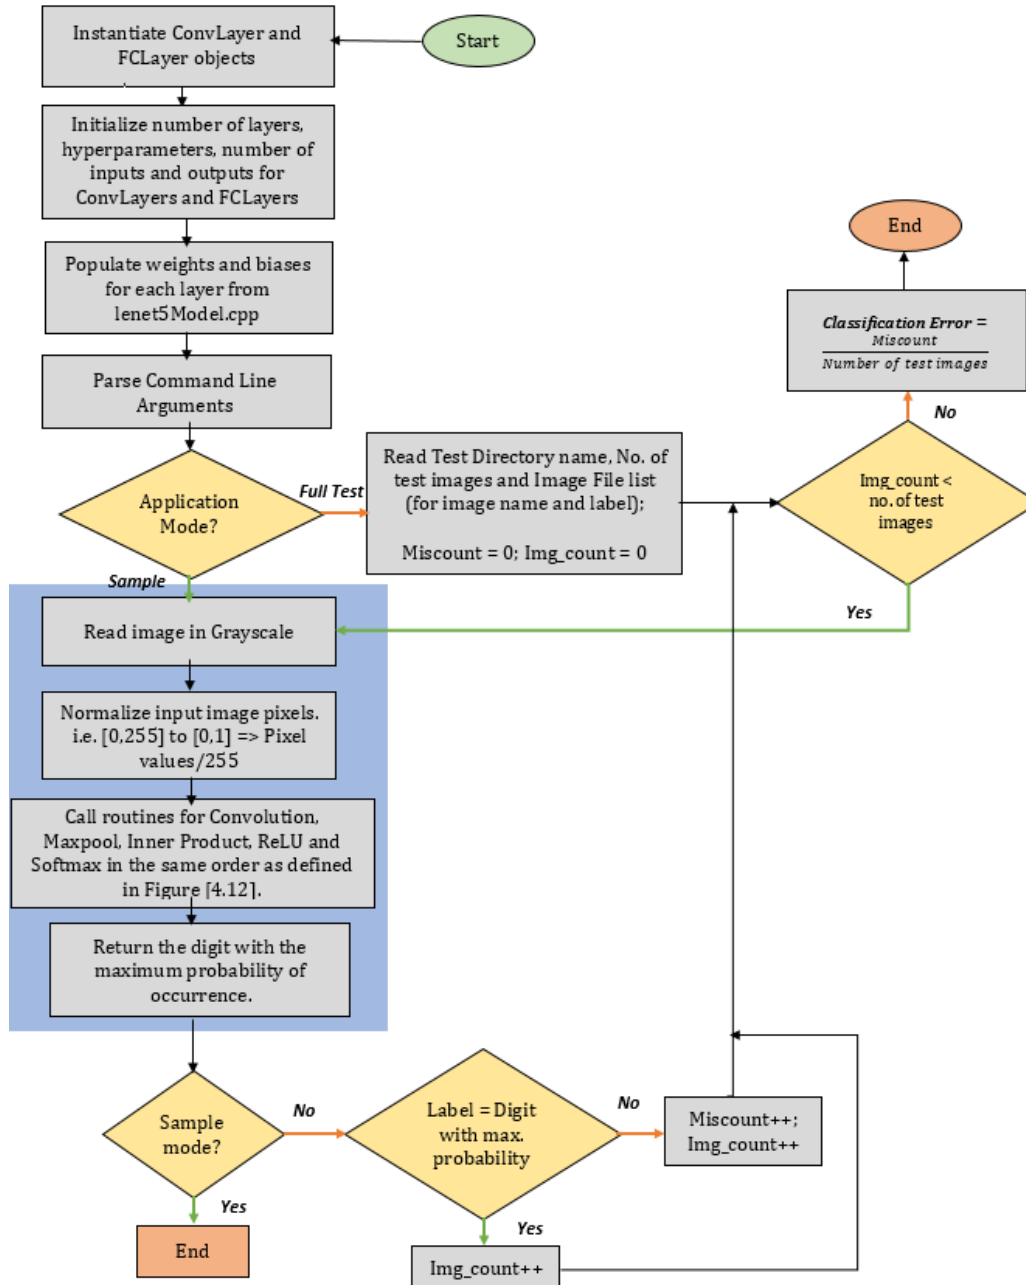 Start
Instantiate ConvLayer and
FCLayer objects
Initialize number of layers,
hyperparameters, number of
inputs and outputs for
ConvLayers and FCLayers
Populate weights and biases
for each layer from
lenet5Model.cpp
Parse Command Line
Arguments
Application
Mode?
Full Test
Sample
Read Test Directory name, No. of
test images and Image File list
(for image name and label);
Miscount = 0; Img_count = 0
Img_count <
no. of test
images
No
Yes
Classification Error =
Miscount
Number of test images
End
Read image in Grayscale
Normalize input image pixels.
i.e. [0,255] to [0,1] => Pixel
values/255
Call routines for Convolution,
Maxpool, Inner Product, ReLU and
Softmax in the same order as defined
in Figure [4.12].
Return the digit with the
maximum probability of
occurrence.
Sample
mode?
No
Yes
End
Label = Digit
with max.
probability
No
Yes
Miscount++;
Img_count++
Img_count++